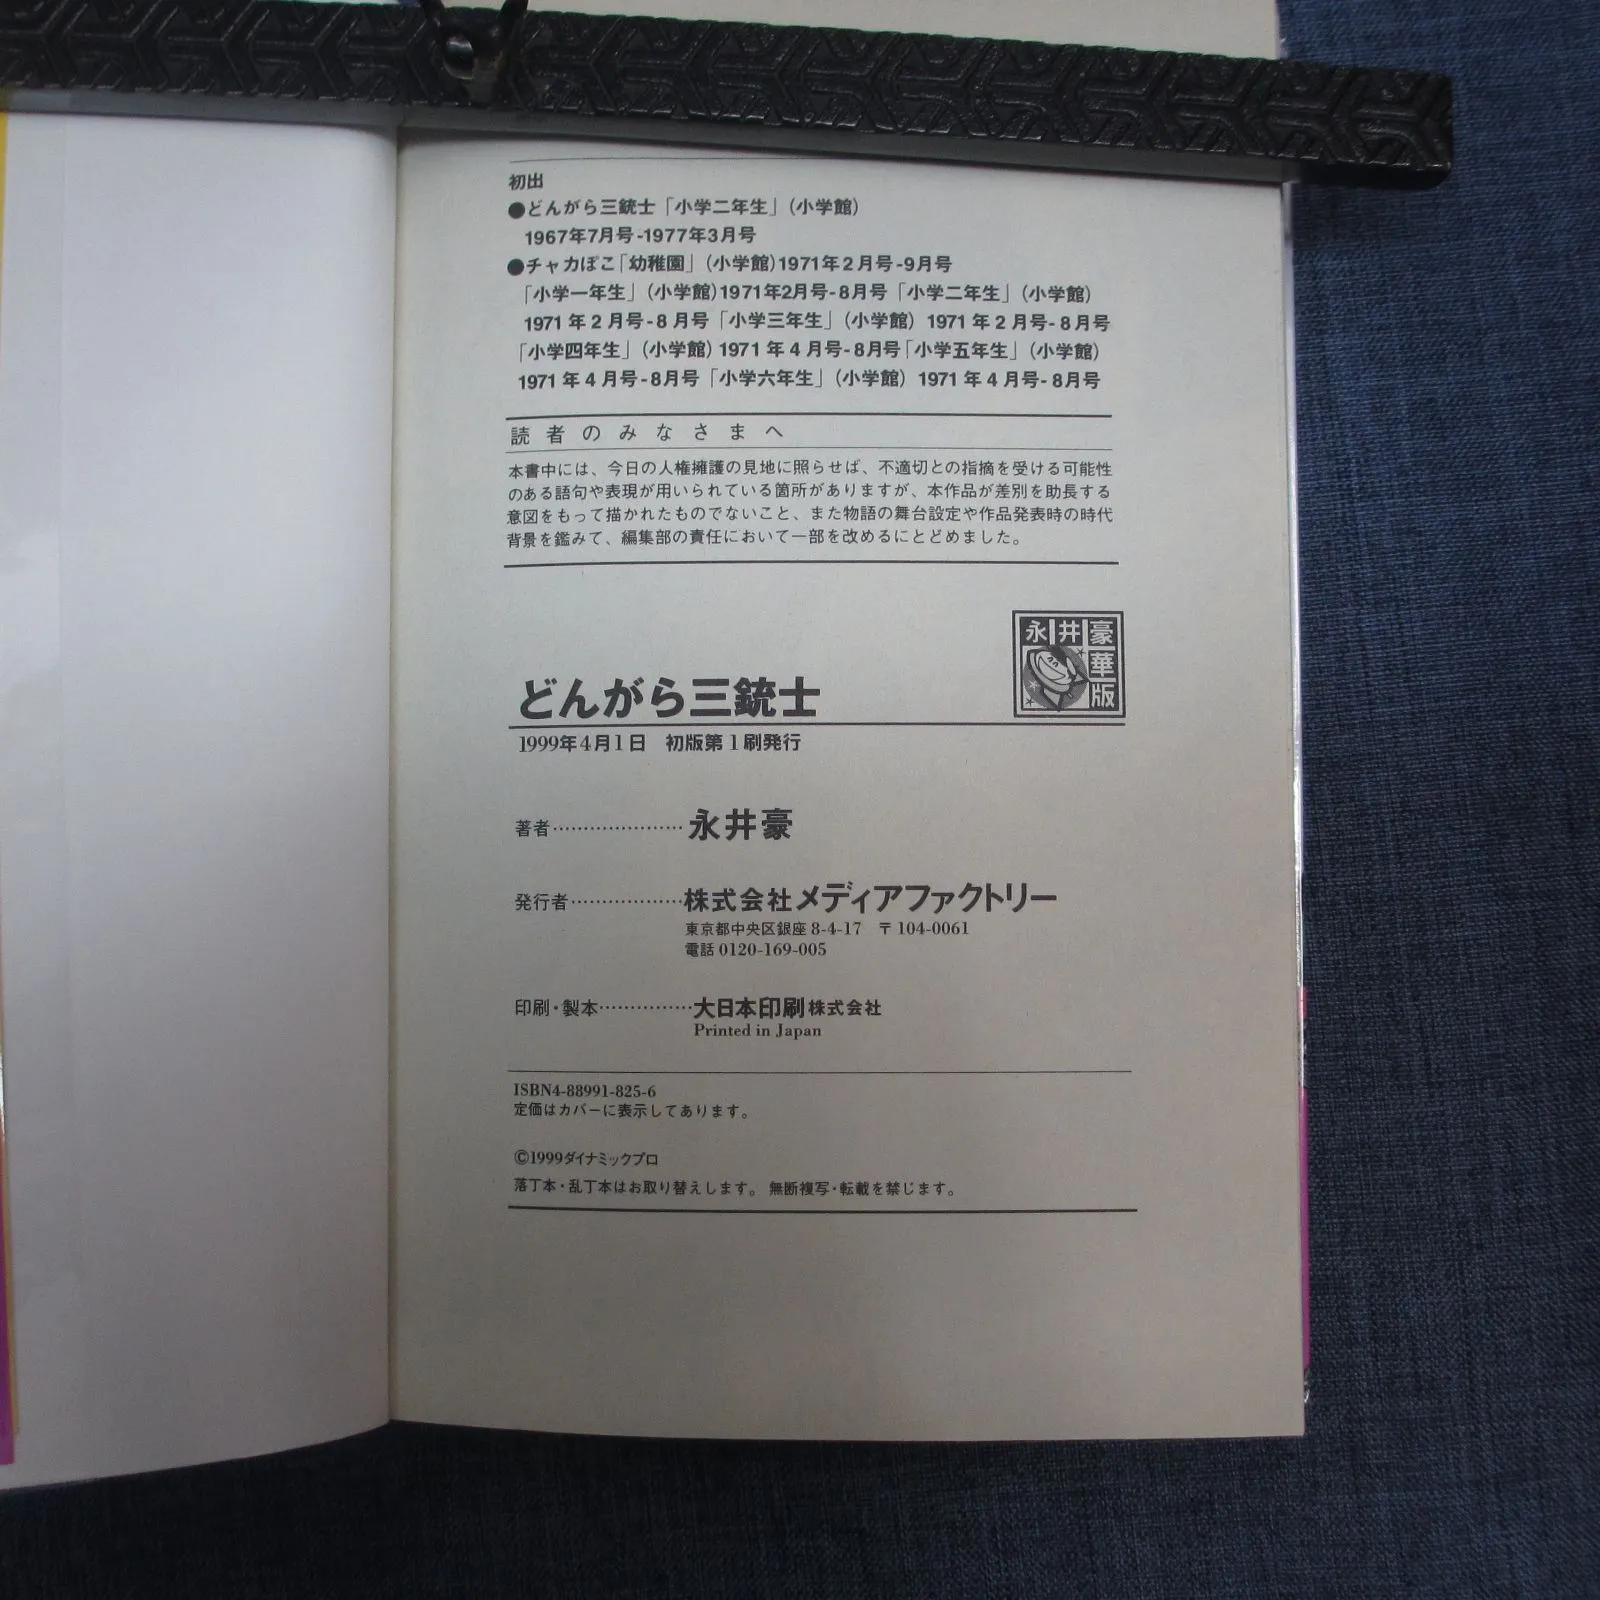 初出
●どんがら三銃士「小学二年生」(小学館)
1967年7月号-1977年3月号
●チャカぽこ「幼稚園」(小学館)1971年2月号-9月号
「小学一年生」(小学館)1971年2月号-8月号「小学二年生」(小学館)
1971年2月号-8月号「小学三年生」(小学館) 1971年2月号-8月号
「小学四年生」(小学館)1971年4月号-8月号「小学五年生」(小学館)
1971年4月号-8月号「小学六年生」(小学館) 1971年4月号-8月号
読者のみなさまへ
本書中には、今日の人権擁護の見地に照らせば、不適切との指摘を受ける可能性
のある語句や表現が用いられている箇所がありますが、本作品が差別を助長する
意図をもって描かれたものでないこと、また物語の舞台設定や作品発表時の時代
背景を鑑みて、編集部の責任において一部を改めるにとどめました。
永井豪華版
どんがら三銃士
1999年4月1日 初版第1刷発行
著者……………………永井豪
発行者………………株式会社メディアファクトリー
東京都中央区銀座8-4-17 〒104-0061
電話0120-169-005
印刷・製本……………大日本印刷株式会社
Printed in Japan
ISBN4-88991-825-6
定価はカバーに表示してあります。
©1999ダイナミックプロ
落丁本・乱丁本はお取り替えします。無断複写・転載を禁じます。